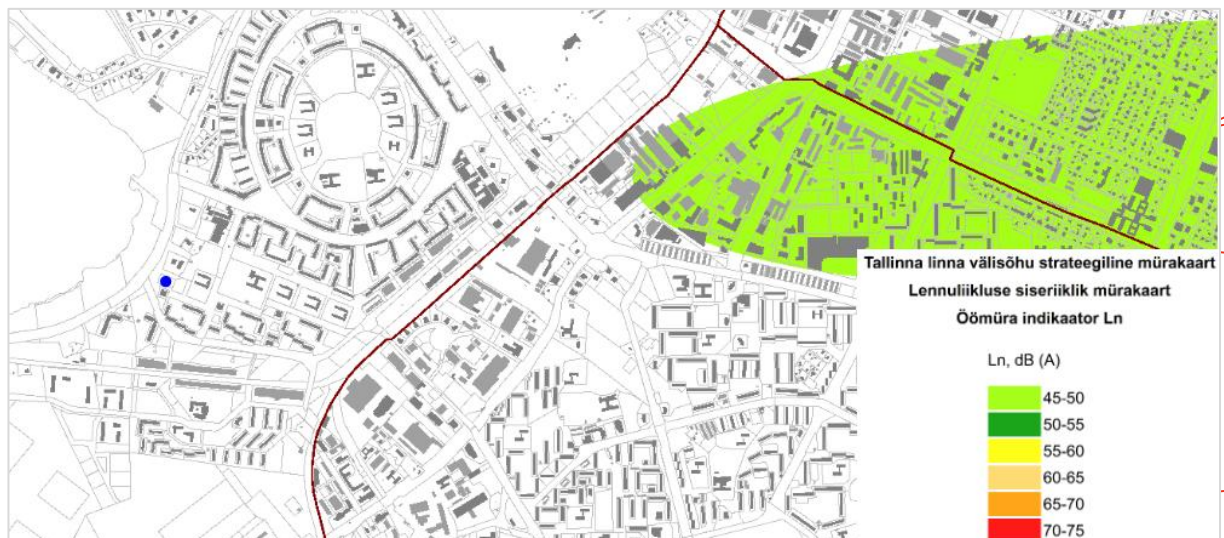 Tallinna linna välisõhu strateegiline mürakaart
Lennuliikluse siseriiklik mürakaart
Öömüra indikaator Ln
Ln, dB (A)
45-50
50-55
55-60
60-65
65-70
70-75